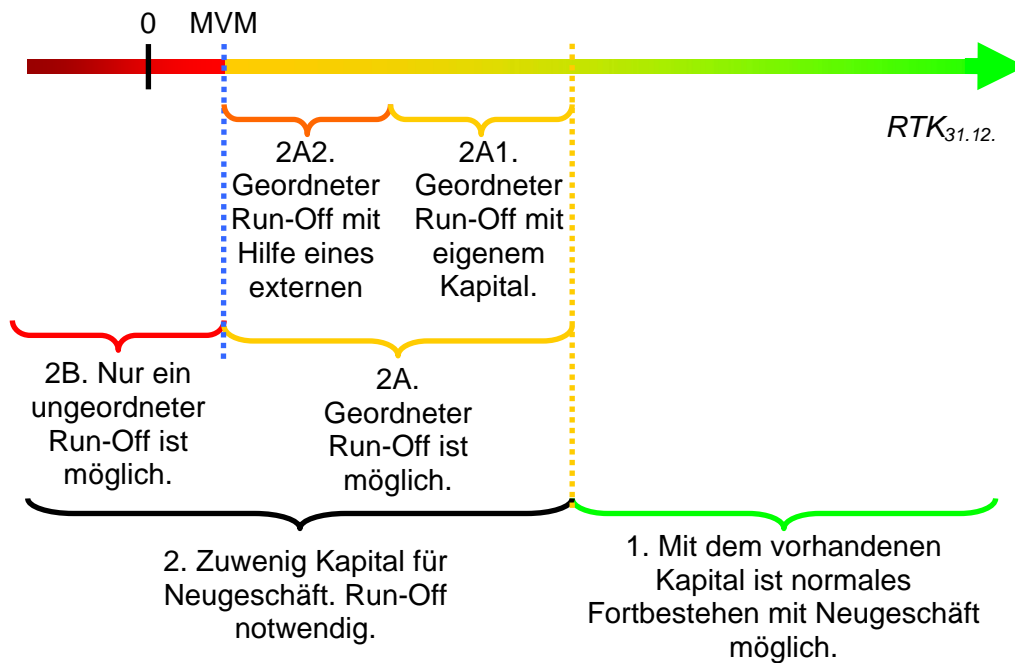 0
MVM
RTK31.12.
2A2.
Geordneter
Run-Off mit
Hilfe eines
externen
2A1.
Geordneter
Run-Off mit
eigenem
Kapital.
2B. Nur ein
ungeordneter
Run-Off ist
möglich.
2A.
Geordneter
Run-Off ist
möglich.
2. Zuwenig Kapital für
Neugeschäft. Run-Off
notwendig.
1. Mit dem vorhandenen
Kapital ist normales
Fortbestehen mit Neugeschäft
möglich.